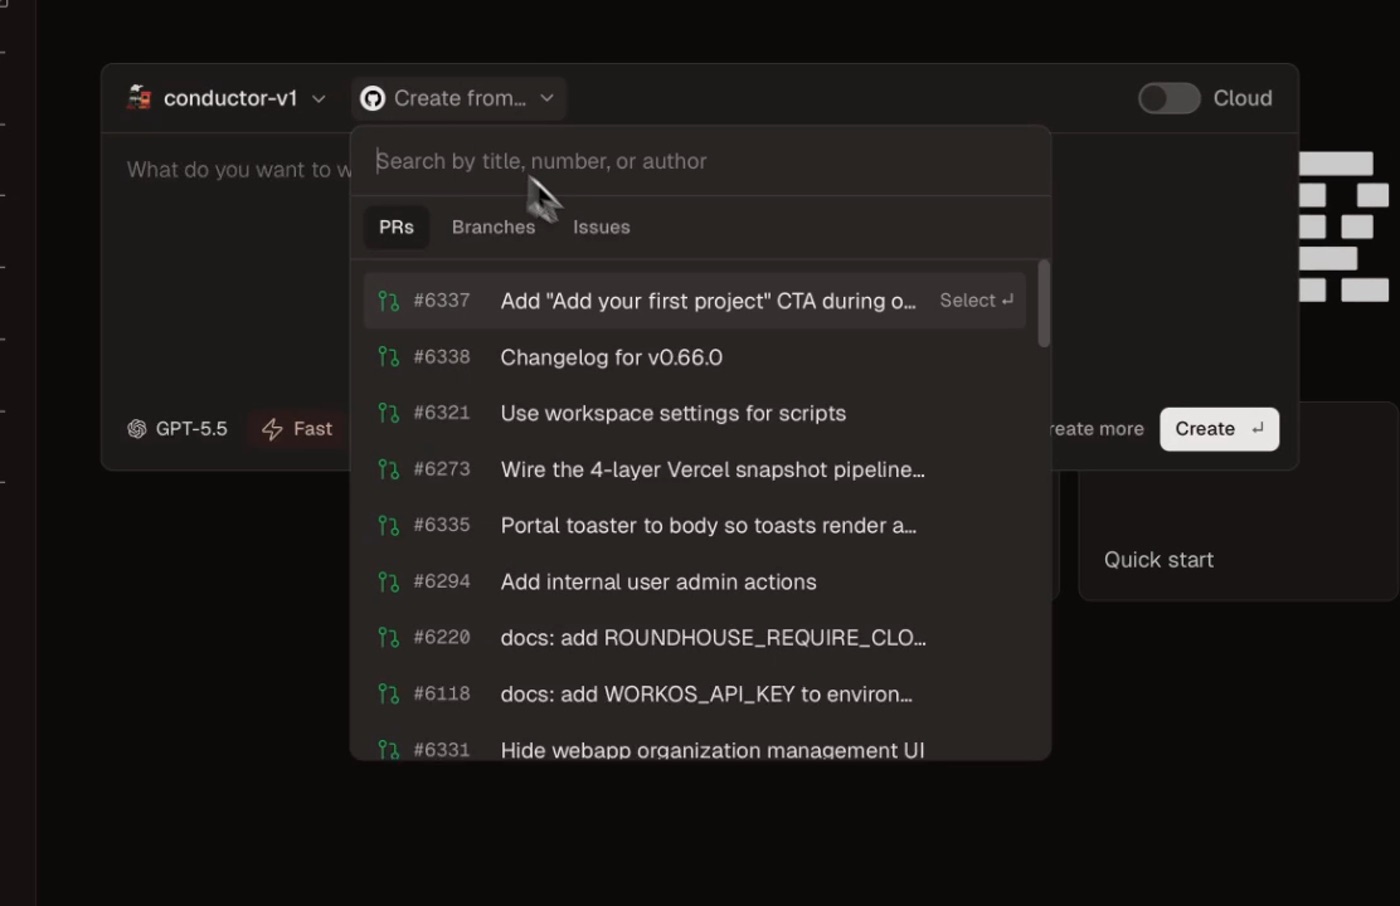 conductor-v1 Create from... Cloud
What do you want to w
Search by title, number, or author
PRs Branches Issues
#6337 Add "Add your first project" CTA during o... Select
#6338 Changelog for v0.66.0
#6321 Use workspace settings for scripts
#6273 Wire the 4-layer Vercel snapshot pipeline...
#6335 Portal toaster to body so toasts render a...
#6294 Add internal user admin actions
#6220 docs: add ROUNDHOUSE_REQUIRE_CLO...
#6118 docs: add WORKOS_API_KEY to environ...
#6331 Hide webapp organization management UI
GPT-5.5 Fast
reate more Create
Quick start